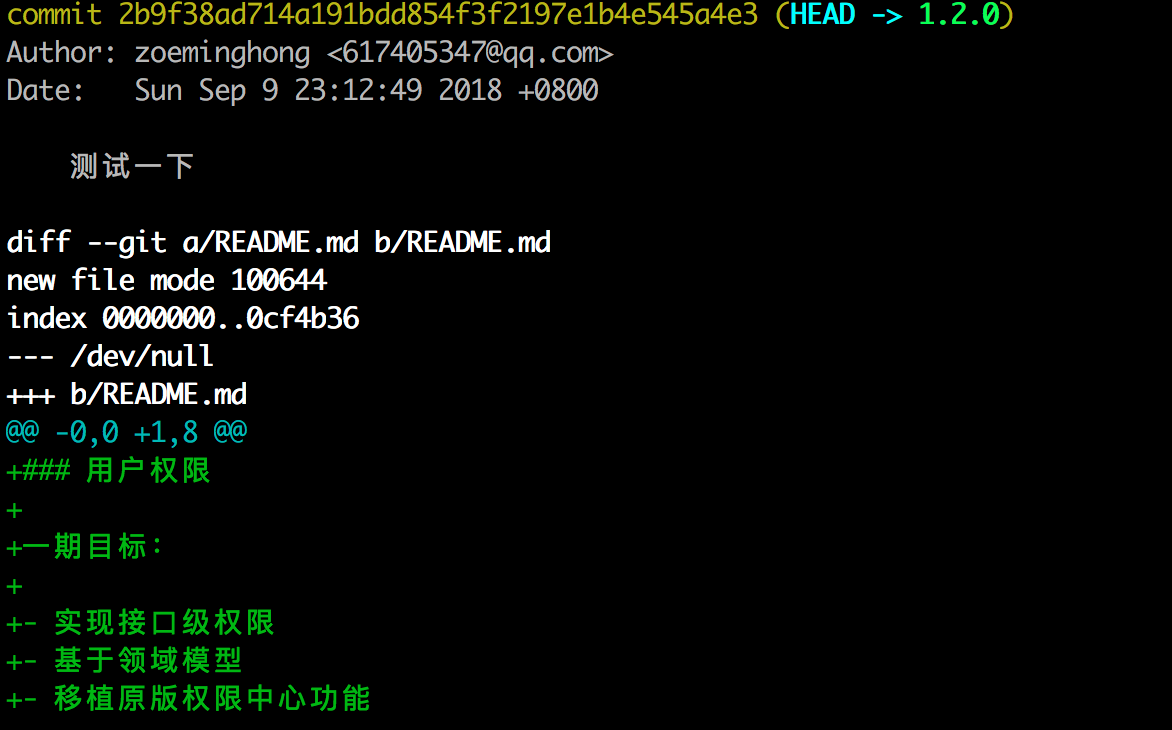 commit 2b9f38ad714a191bdd854f3f2197e1b4e545a4e3 (HEAD -> 1.2.0)
Author: zoeminghong <617405347@qq.com>
Date:   Sun Sep 9 23:12:49 2018 +0800
测试一下
diff --git a/README.md b/README.md
new file mode 100644
index 0000000..0cf4b36
--- /dev/null
+++ b/README.md
@@ -0,0 +1,8 @@
+### 用户权限
+
+一期目标：
+
+- 实现接口级权限
+- 基于领域模型
+- 移植原版权限中心功能